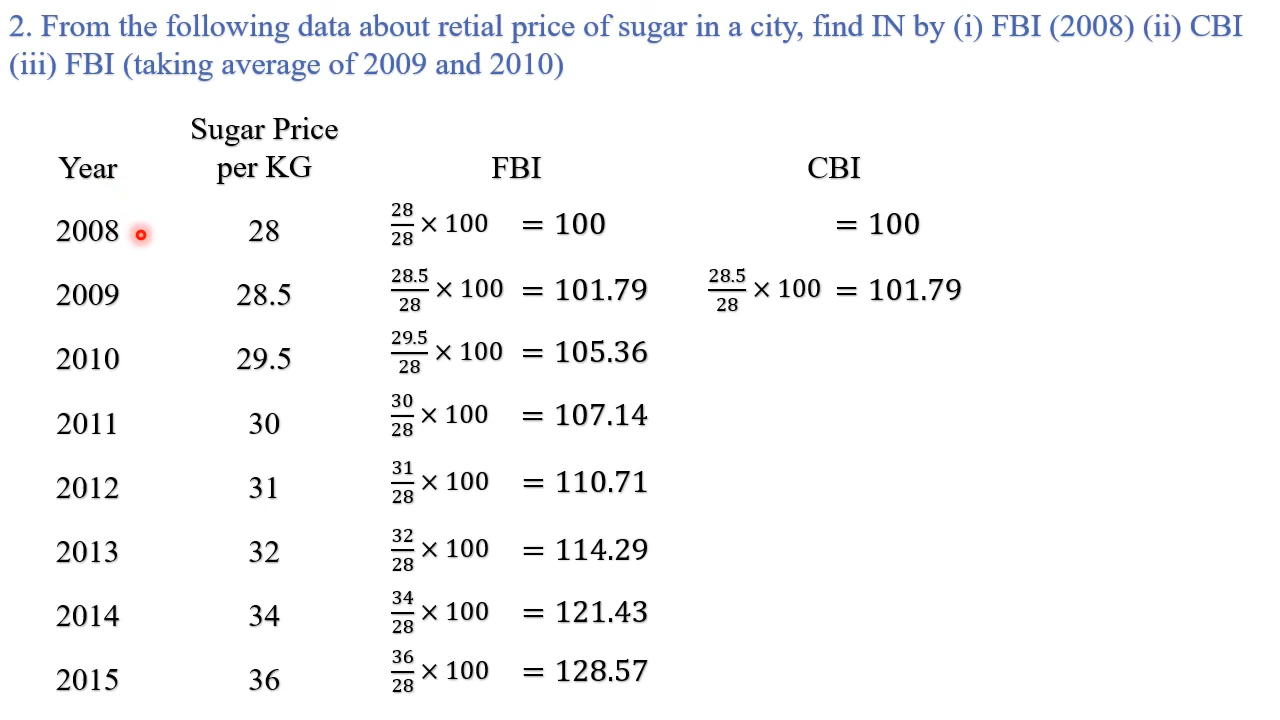 2. From the following data about retial price of sugar in a city, find IN by (i) FBI (2008) (ii) CBI
(iii) FBI (taking average of 2009 and 2010)
Year Sugar Price per KG FBI CBI
2008 28 28/28 × 100 = 100 = 100
2009 28.5 28.5/28 × 100 = 101.79 28.5/28 × 100 = 101.79
2010 29.5 29.5/28 × 100 = 105.36
2011 30 30/28 × 100 = 107.14
2012 31 31/28 × 100 = 110.71
2013 32 32/28 × 100 = 114.29
2014 34 34/28 × 100 = 121.43
2015 36 36/28 × 100 = 128.57